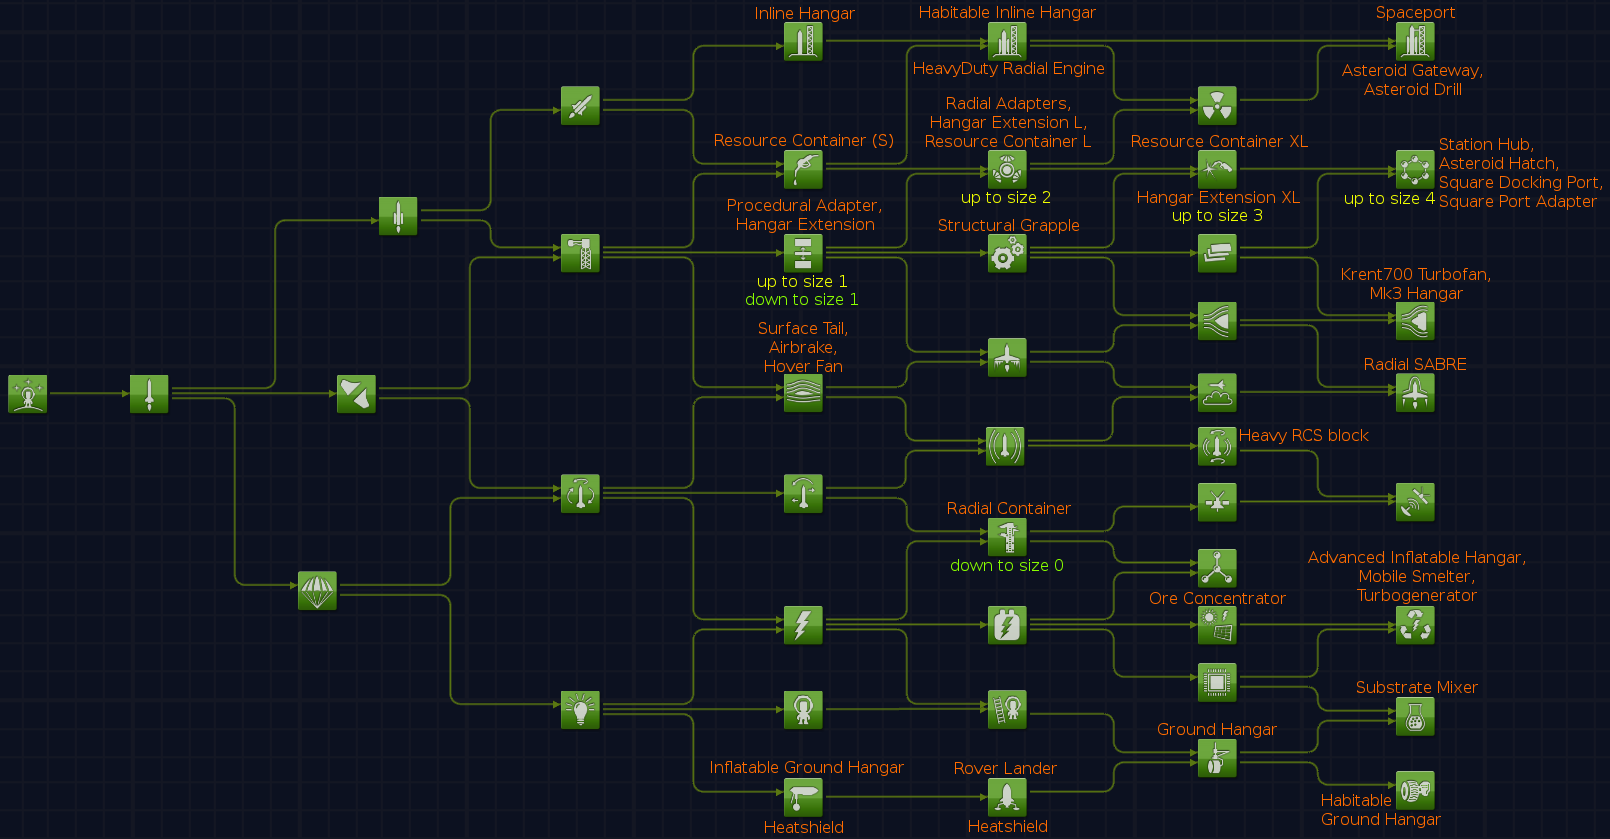 Inline Hangar
Habitable Inline Hangar
HeavyDuty Radial Engine
Spaceport
Asteroid Gateway,
Asteroid Drill
Resource Container (S)
Radial Adapters,
Hangar Extension L,
Resource Container L
up to size 2
Resource Container XL
Hangar Extension XL
up to size 3
Station Hub,
Asteroid Hatch,
Square Docking Port,
Square Port Adapter
up to size 4
Procedural Adapter,
Hangar Extension
up to size 1
down to size 1
Structural Grapple
Krent700 Turbofan,
Mk3 Hangar
Surface Tail,
Airbrake,
Hover Fan
Radial SABRE
Heavy RCS block
Radial Container
down to size 0
Ore Concentrator
Advanced Inflatable Hangar,
Mobile Smelter,
Turbogenerator
Substrate Mixer
Ground Hangar
Inflatable Ground Hangar
Heatshield
Rover Lander
Heatshield
Habitable
Ground Hangar